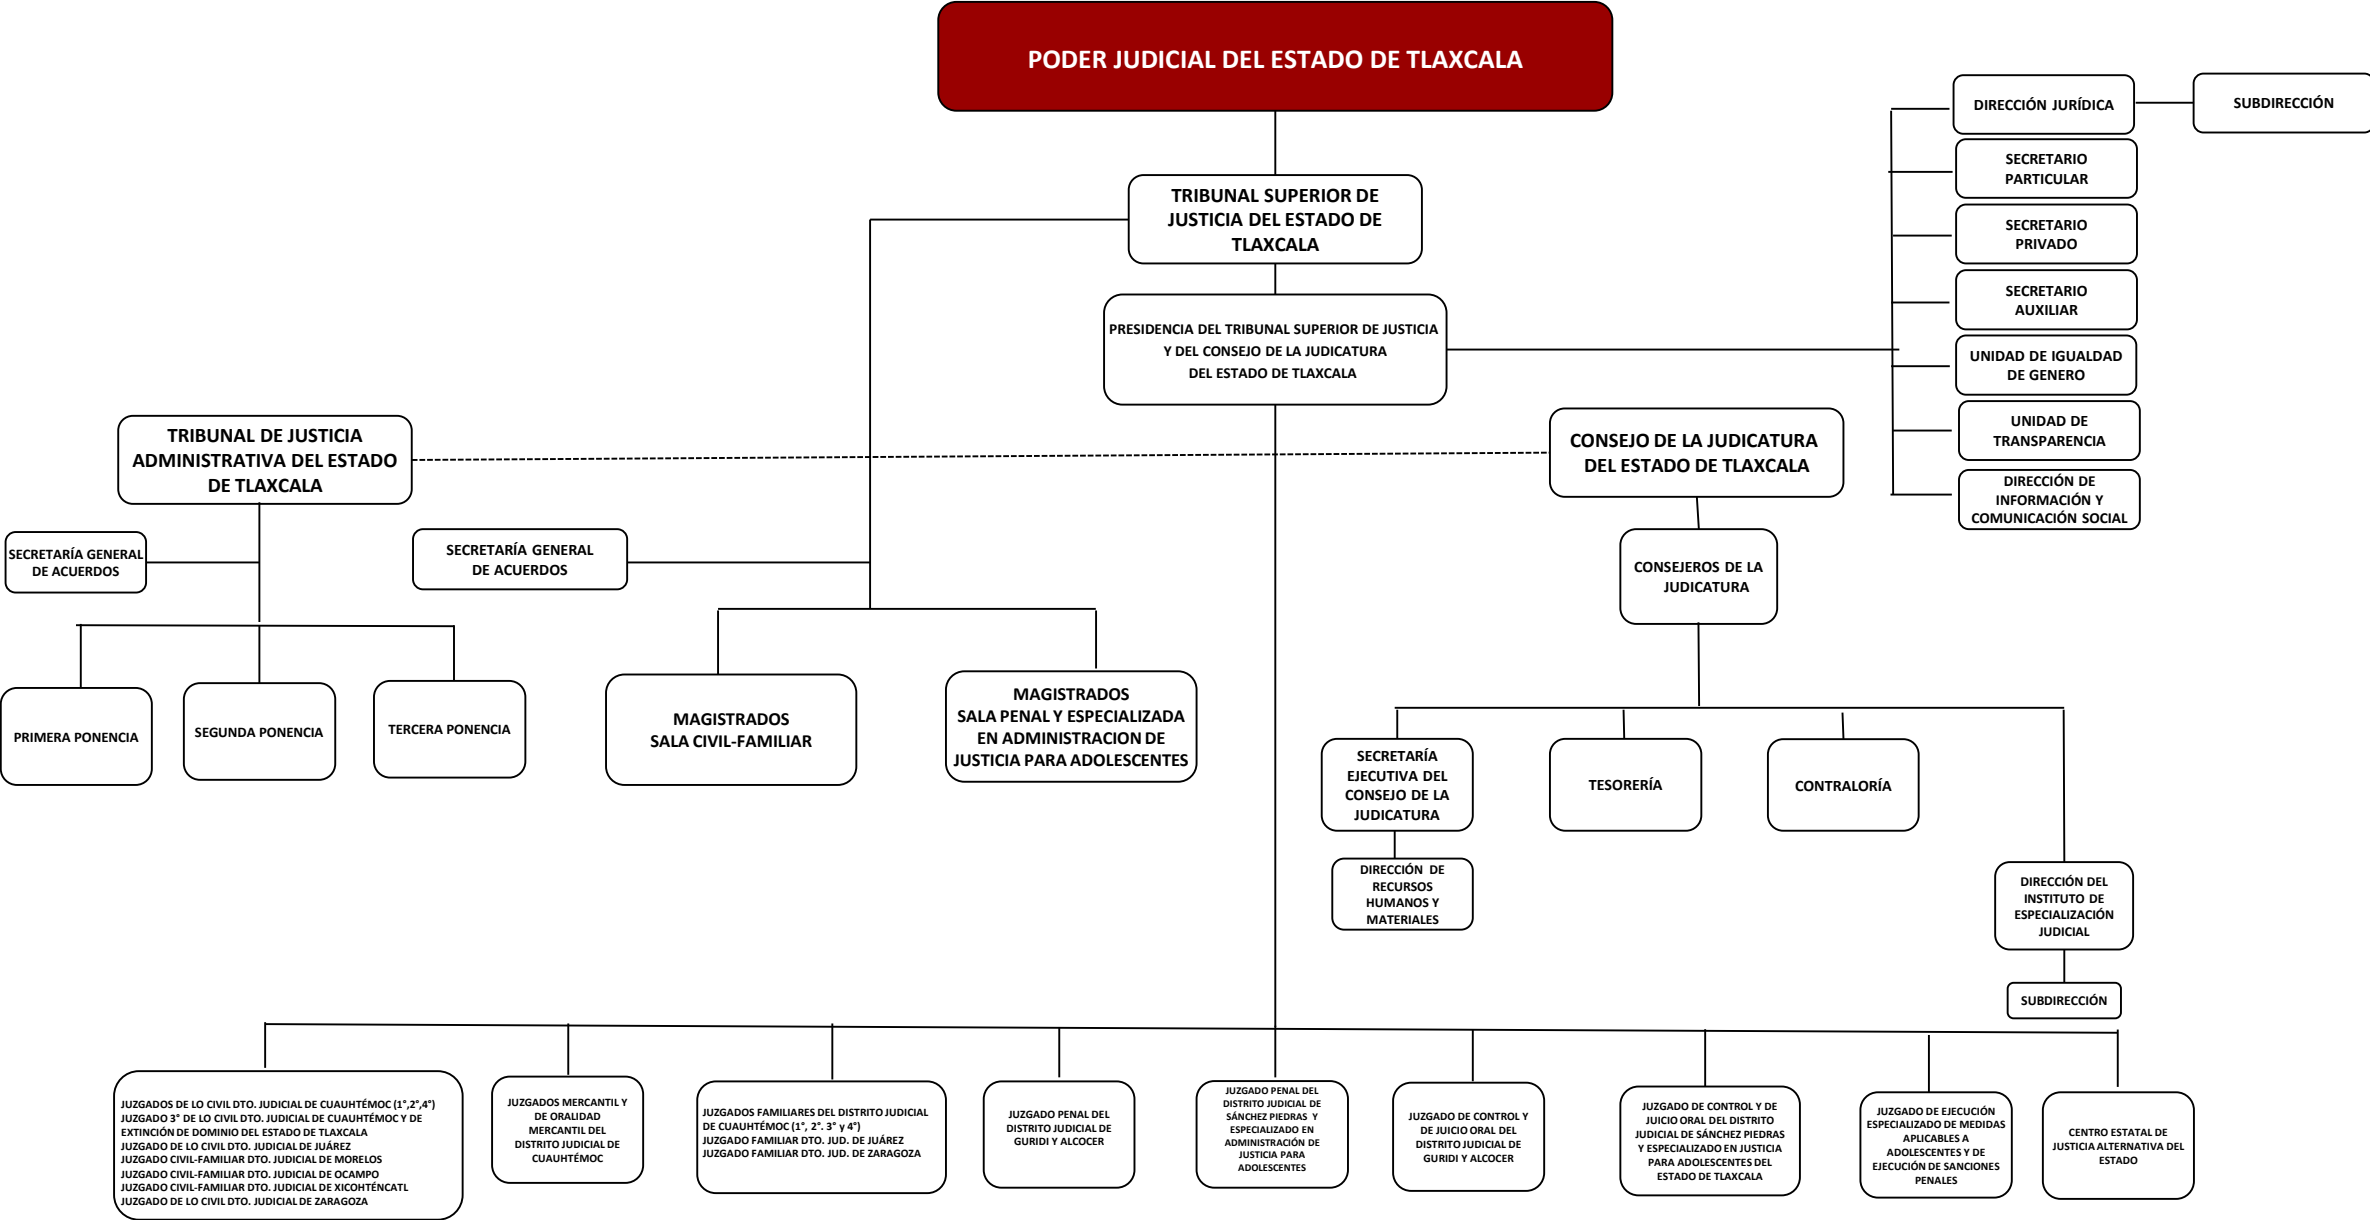 PODER JUDICIAL DEL ESTADO DE TLAXCALA
DIRECCIÓN JURÍDICA
SUBDIRECCIÓN
SECRETARIO
PARTICULAR
SECRETARIO
PRIVADO
SECRETARIO
AUXILIAR
UNIDAD DE IGUALDAD
DE GENERO
UNIDAD DE
TRANSPARENCIA
DIRECCIÓN DE
INFORMACIÓN Y
COMUNICACIÓN SOCIAL
TRIBUNAL SUPERIOR DE
JUSTICIA DEL ESTADO DE
TLAXCALA
PRESIDENCIA DEL TRIBUNAL SUPERIOR DE JUSTICIA
Y DEL CONSEJO DE LA JUDICATURA
DEL ESTADO DE TLAXCALA
TRIBUNAL DE JUSTICIA
ADMINISTRATIVA DEL ESTADO
DE TLAXCALA
CONSEJO DE LA JUDICATURA
DEL ESTADO DE TLAXCALA
SECRETARÍA GENERAL
DE ACUERDOS
SECRETARÍA GENERAL
DE ACUERDOS
CONSEJEROS DE LA
JUDICATURA
PRIMERA PONENCIA
SEGUNDA PONENCIA
TERCERA PONENCIA
MAGISTRADOS
SALA CIVIL-FAMILIAR
MAGISTRADOS
SALA PENAL Y ESPECIALIZADA
EN ADMINISTRACION DE
JUSTICIA PARA ADOLESCENTES
SECRETARÍA
EJECUTIVA DEL
CONSEJO DE LA
JUDICATURA
TESORERÍA
CONTRALORÍA
DIRECCIÓN DE
RECURSOS
HUMANOS Y
MATERIALES
DIRECCIÓN DEL
INSTITUTO DE
ESPECIALIZACIÓN
JUDICIAL
SUBDIRECCIÓN
JUZGADOS DE LO CIVIL DTO. JUDICIAL DE CUAUHTÉMOC (1°,2°,4°)
JUZGADO 3° DE LO CIVIL DTO. JUDICIAL DE CUAUHTÉMOC Y DE
EXTINCIÓN DE DOMINIO DEL ESTADO DE TLAXCALA
JUZGADO DE LO CIVIL DTO. JUDICIAL DE JUÁREZ
JUZGADO CIVIL-FAMILIAR DTO. JUDICIAL DE MORELOS
JUZGADO CIVIL-FAMILIAR DTO. JUDICIAL DE OCAMPO
JUZGADO CIVIL-FAMILIAR DTO. JUDICIAL DE XICOHTÉNCATL
JUZGADO DE LO CIVIL DTO. JUDICIAL DE ZARAGOZA
JUZGADOS MERCANTIL Y
DE ORALIDAD
MERCANTIL DEL
DISTRITO JUDICIAL DE
CUAUHTÉMOC
JUZGADOS FAMILIARES DEL DISTRITO JUDICIAL
DE CUAUHTÉMOC (1°, 2°. 3° y 4°)
JUZGADO FAMILIAR DTO. JUD. DE JUÁREZ
JUZGADO FAMILIAR DTO. JUD. DE ZARAGOZA
JUZGADO PENAL DEL
DISTRITO JUDICIAL DE
GURIDI Y ALCOCER
JUZGADO PENAL DEL
DISTRITO JUDICIAL DE
SÁNCHEZ PIEDRAS Y
ESPECIALIZADO EN
ADMINISTRACIÓN DE
JUSTICIA PARA
ADOLESCENTES
JUZGADO DE CONTROL Y
DE JUICIO ORAL DEL
DISTRITO JUDICIAL DE
GURIDI Y ALCOCER
JUZGADO DE CONTROL Y DE
JUICIO ORAL DEL DISTRITO
JUDICIAL DE SÁNCHEZ PIEDRAS
Y ESPECIALIZADO EN JUSTICIA
PARA ADOLESCENTES DEL
ESTADO DE TLAXCALA
JUZGADO DE EJECUCIÓN
ESPECIALIZADO DE MEDIDAS
APLICABLES A
ADOLESCENTES Y DE
EJECUCIÓN DE SANCIONES
PENALES
CENTRO ESTATAL DE
JUSTICIA ALTERNATIVA DEL
ESTADO